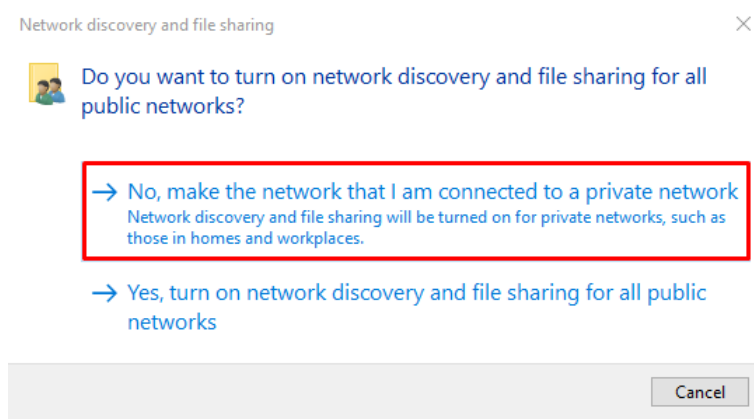 Network discovery and file sharing
Do you want to turn on network discovery and file sharing for all
public networks?
No, make the network that I am connected to a private network
Network discovery and file sharing will be turned on for private networks, such as
those in homes and workplaces.
Yes, turn on network discovery and file sharing for all public
networks
Cancel